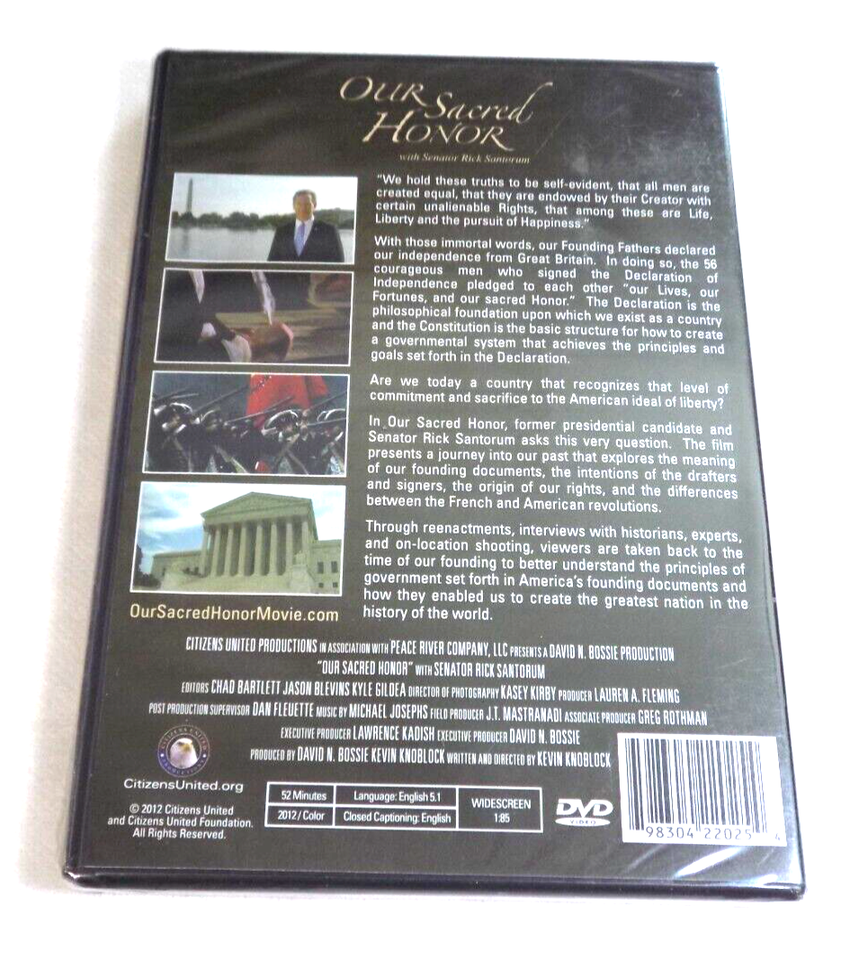 OUR Sacred
HONOR
with Senator Rick Santorum
"We hold these truths to be self-evident, that all men are
created equal, that they are endowed by their Creator with
certain unalienable Rights, that among these are Life,
Liberty and the pursuit of Happiness."
With those immortal words, our Founding Fathers declared
our independence from Great Britain. In doing so, the 56
courageous men who signed the Declaration of
Independence pledged to each other "our Lives, our
Fortunes, and our sacred Honor." The Declaration is the
philosophical foundation upon which we exist as a country
and the Constitution is the basic structure for how to create
a governmental system that achieves the principles and
goals set forth in the Declaration.
Are we today a country that recognizes that level of
commitment and sacrifice to the American ideal of liberty?
In Our Sacred Honor, former presidential candidate and
Senator Rick Santorum asks this very question. The film
presents a journey into our past that explores the meaning
of our founding documents, the intentions of the drafters
and signers, the origin of our rights, and the differences
between the French and American revolutions.
Through reenactments, interviews with historians, experts,
and on-location shooting, viewers are taken back to the
time of our founding to better understand the principles of
government set forth in America's founding documents and
how they enabled us to create the greatest nation in the
history of the world.
OurSacredHonorMovie.com
CITIZENS UNITED PRODUCTIONS IN ASSOCIATION WITH PEACE RIVER COMPANY, LLC PRESENTS A DAVID N. BOSSIE PRODUCTION
"OUR SACRED HONOR" WITH SENATOR RICK SANTORUM
EDITORS CHAD BARTLETT JASON BLEVINS KYLE GILDEA DIRECTOR OF PHOTOGRAPHY KASEY KIRBY PRODUCER LAUREN A. FLEMING
POST PRODUCTION SUPERVISOR DAN FLEUETTE MUSIC BY MICHAEL JOSEPHS FIELD PRODUCER J.T. MASTRANADI ASSOCIATE PRODUCER GREG ROTHMAN
EXECUTIVE PRODUCER LAWRENCE KADISH EXECUTIVE PRODUCER DAVID N. BOSSIE
PRODUCED BY DAVID N. BOSSIE KEVIN KNOBLOCK WRITTEN AND DIRECTED BY KEVIN KNOBLOCK
CITIZENS UNITED
PRODUCTIONS
CitizensUnited.org
© 2012 Citizens United
and Citizens United Foundation.
All Rights Reserved.
52 Minutes
Language: English 5.1
2012 / Color
Closed Captioning: English
WIDESCREEN
1:85
DVD
VIDEO
98304 22025 4